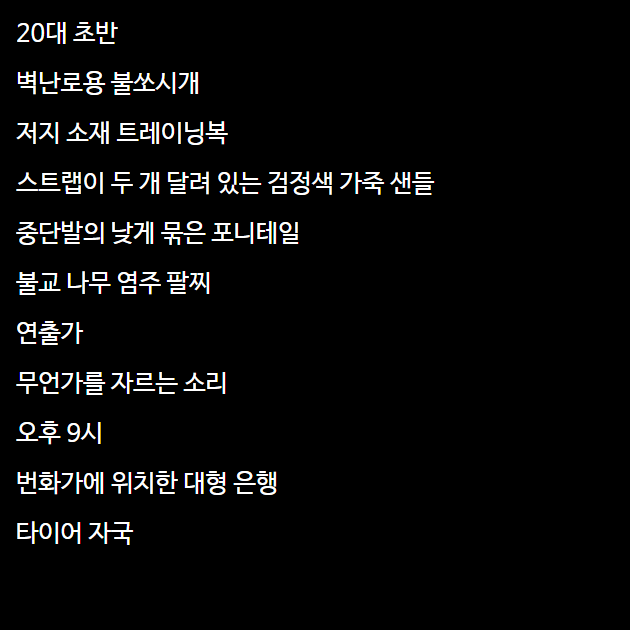 20대 초반
벽난로용 불쏘시개
저지 소재 트레이닝복
스트랩이 두 개 달려 있는 검정색 가죽 샌들
중단발의 낮게 묶은 포니테일
불교 나무 염주 팔찌
연출가
무언가를 자르는 소리
오후 9시
번화가에 위치한 대형 은행
타이어 자국